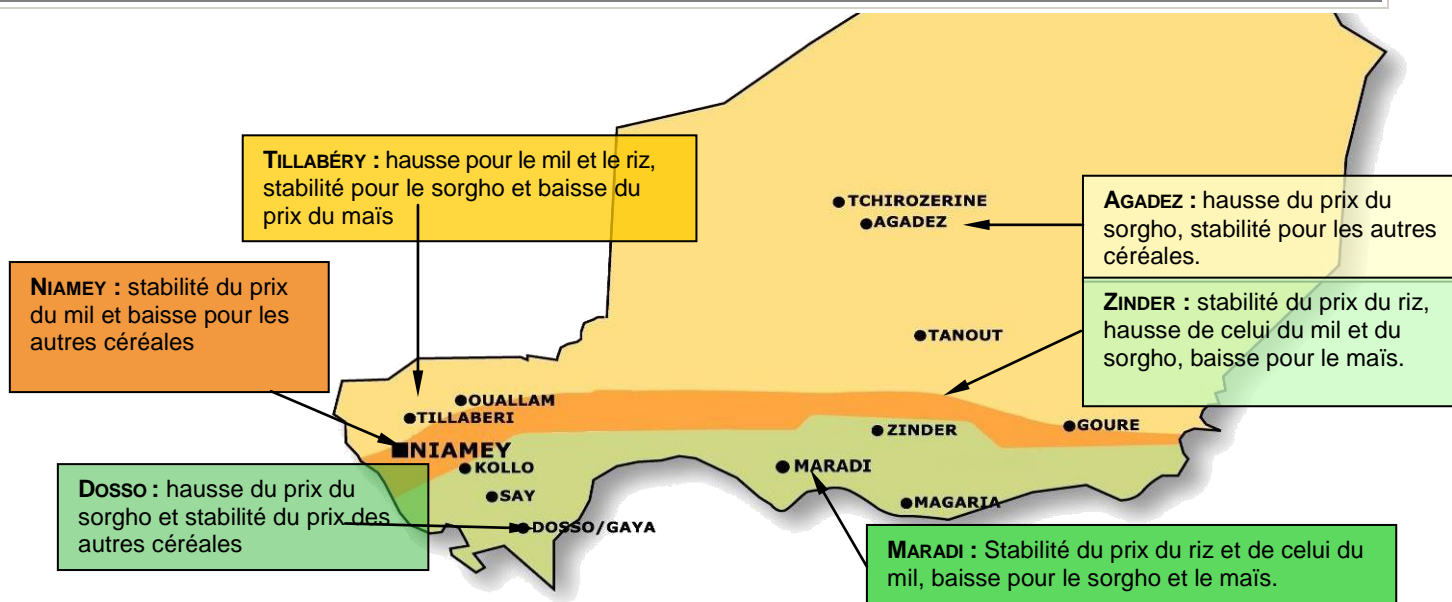 TILLABÉRY : hausse pour le mil et le riz,
stabilité pour le sorgho et baisse du
prix du maïs
AGADEZ : hausse du prix du
sorgho, stabilité pour les autres
céréales.
NIAMEY : stabilité du prix
du mil et baisse pour les
autres céréales
ZINDER : stabilité du prix du riz,
hausse de celui du mil et du
sorgho, baisse pour le maïs.
DOSSO : hausse du prix du
sorgho et stabilité du prix des
autres céréales
MARADI : Stabilité du prix du riz et de celui du
mil, baisse pour le sorgho et le maïs.
TCHIROZERINE
AGADEZ
TANOUT
OUALLAM
TILLABERI
NIAMEY
KOLLO
SAY
DOSSO/GAYA
ZINDER
GOURE
MARADI
MAGARIA